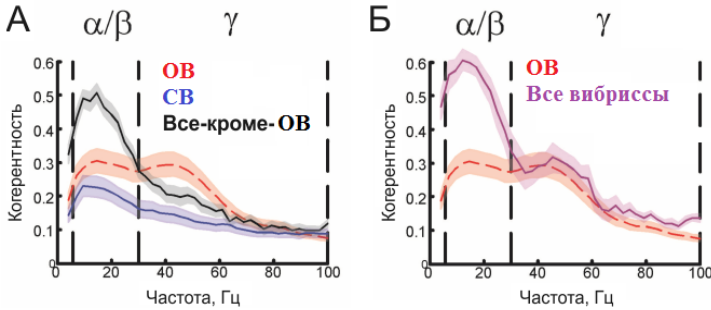 А
α/β
γ
ОВ
СВ
Все-кроме-ОВ
Когерентность
0.6
0.5
0.4
0.3
0.2
0.1
0
0
20
40
60
80
100
Частота, Гц
Б
α/β
γ
ОВ
Все вибриссы
Когерентность
0.6
0.5
0.4
0.3
0.2
0.1
0
0
20
40
60
80
100
Частота, Гц